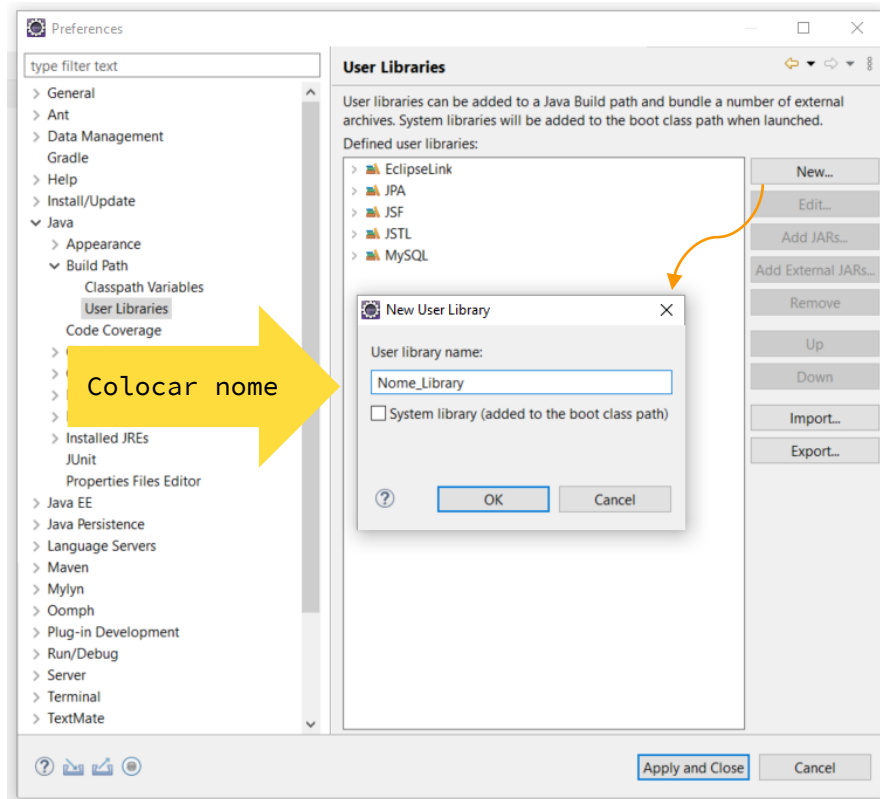 Preferences
type filter text
General
Ant
Data Management
Gradle
Help
Install/Update
Java
Appearance
Build Path
Classpath Variables
User Libraries
Code Coverage
Installed JREs
JUnit
Properties Files Editor
Java EE
Java Persistence
Language Servers
Maven
Mylyn
Oomph
Plug-in Development
Run/Debug
Server
Terminal
TextMate
User Libraries
User libraries can be added to a Java Build path and bundle a number of external
archives. System libraries will be added to the boot class path when launched.
Defined user libraries:
EclipseLink
JPA
JSF
JSTL
MySQL
New...
Edit...
Add JARs...
Add External JARs...
Remove
Up
Down
Import...
Export...
Colocar nome
New User Library
User library name:
Nome_Library
System library (added to the boot class path)
OK
Cancel
Apply and Close
Cancel